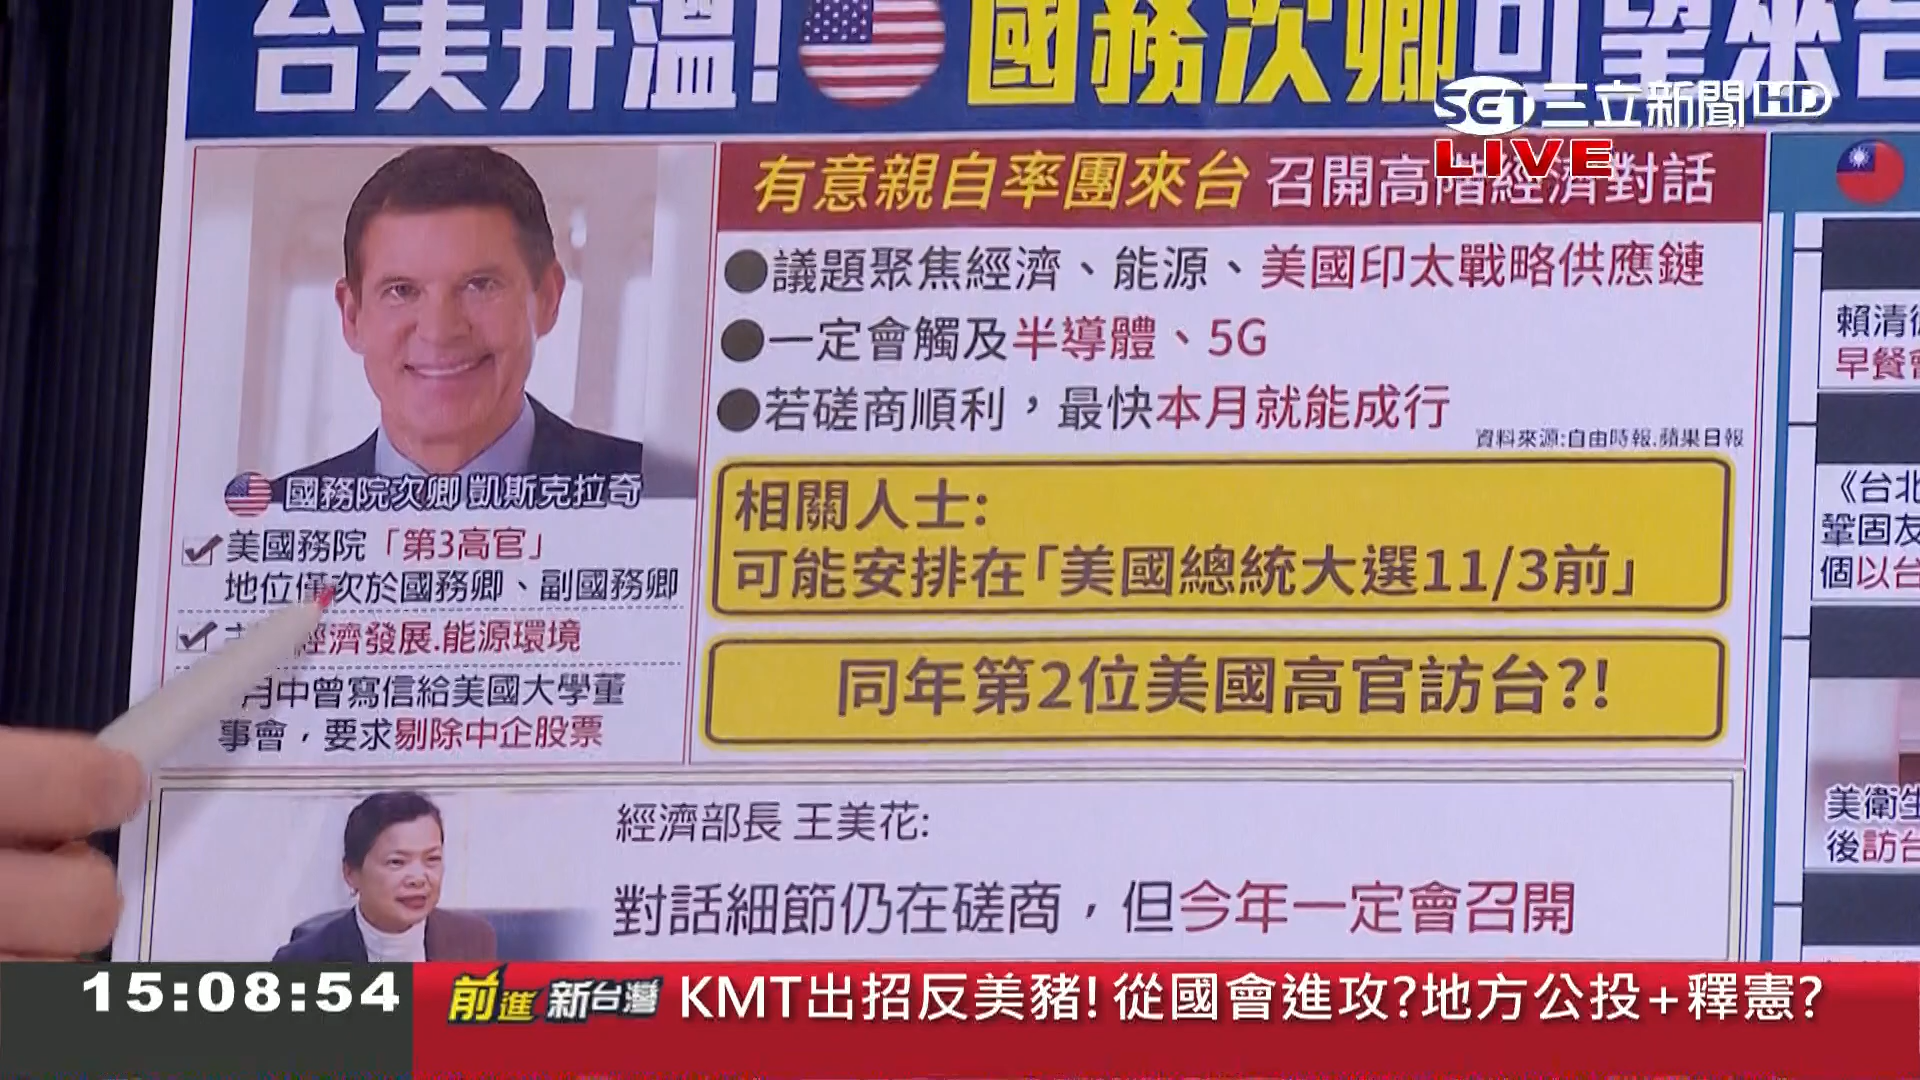 台美升溫! 國務次卿可望來台
SET三立新聞HD
LIVE
有意親自率團來台 召開高階經濟對話
●議題聚焦經濟、能源、美國印太戰略供應鏈
●一定會觸及半導體、5G
●若磋商順利，最快本月就能成行
資料來源:自由時報.蘋果日報
國務院次卿 凱斯克拉奇
美國務院「第3高官」
地位僅次於國務卿、副國務卿
經濟發展.能源環境
月中曾寫信給美國大學董
事會，要求剔除中企股票
相關人士:
可能安排在「美國總統大選11/3前」
同年第2位美國高官訪台?!
經濟部長 王美花:
對話細節仍在磋商，但今年一定會召開
賴清
早餐會
《台北
鞏固友
個以台
美衛生
後訪台
15:08:54
前進新台灣
KMT出招反美豬! 從國會進攻?地方公投+釋憲?